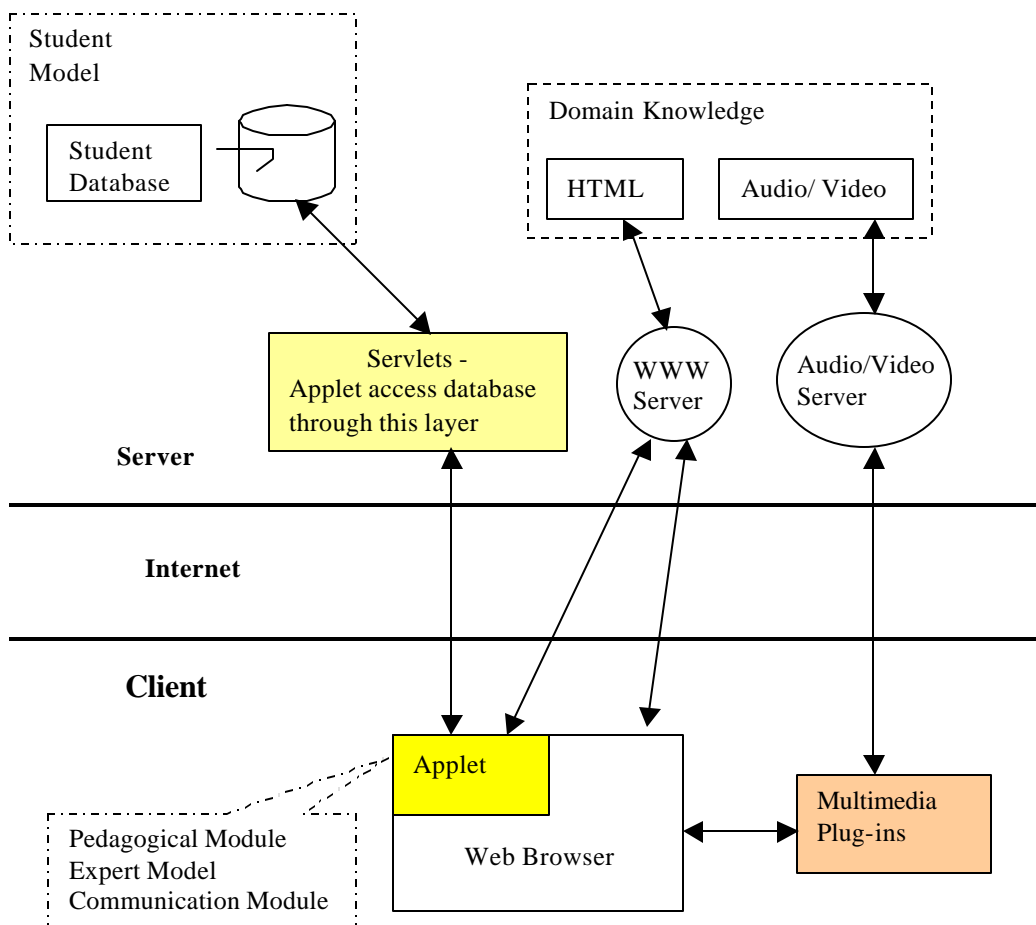 Student
Model
Student
Database
Domain Knowledge
HTML
Audio/ Video
Servlets -
Applet access database
through this layer
WWW
Server
Audio/Video
Server
Server
Internet
Client
Applet
Web Browser
Multimedia
Plug-ins
Pedagogical Module
Expert Model
Communication Module